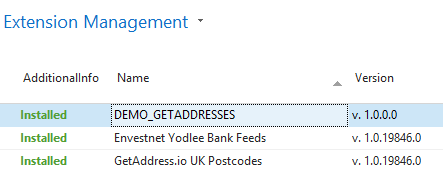 Extension Management
AdditionalInfo Name Version
Installed DEMO_GETADDRESSES v. 1.0.0.0
Installed Envestnet Yodlee Bank Feeds v. 1.0.19846.0
Installed GetAddress.io UK Postcodes v. 1.0.19846.0